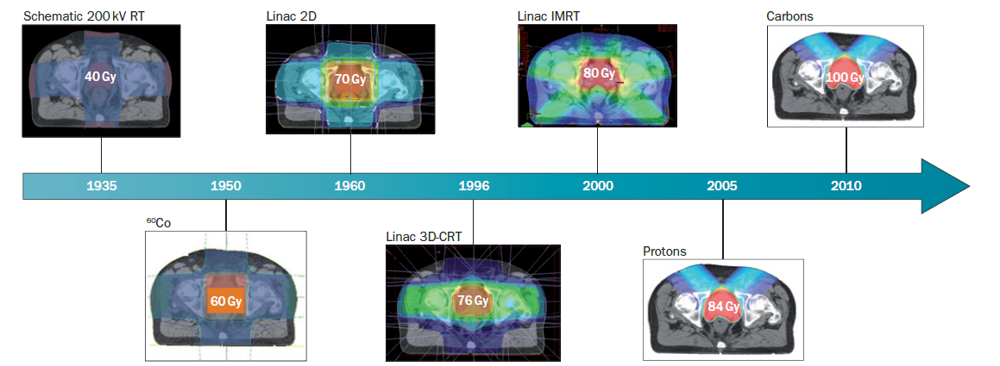 Schematic 200 kV RT
Linac 2D
Linac IMRT
Carbons
40 Gy
70 Gy
80 Gy
100 Gy
1935
1950
1960
1996
2000
2005
2010
⁶⁰Co
Linac 3D-CRT
Protons
60 Gy
76 Gy
84 Gy